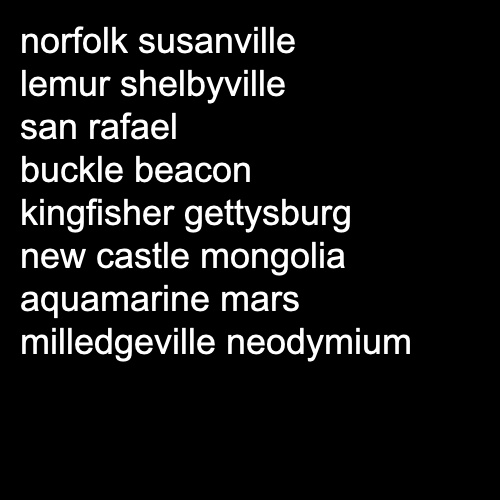 norfolk susanville
lemur shelbyville
san rafael
buckle beacon
kingfisher gettysburg
new castle mongolia
aquamarine mars
milledgeville neodymium